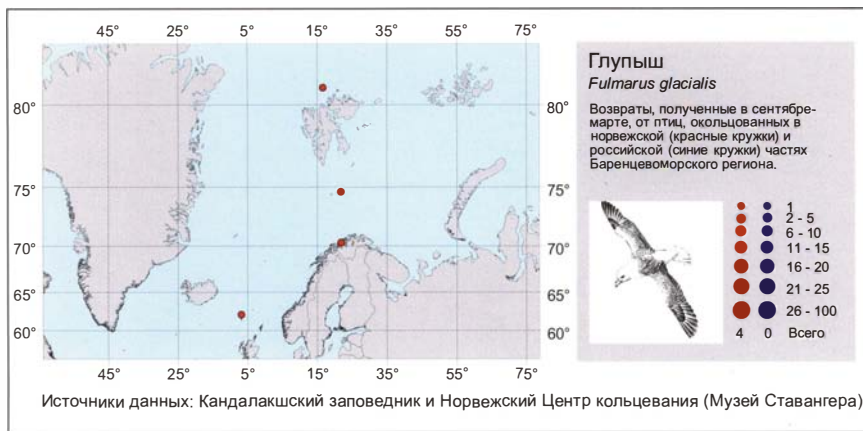 45° 25° 5° 15° 35° 55° 75°
Глупыш
Fulmarus glacialis
Возвраты, полученные в сентябре-
марте, от птиц, окольцованных в
норвежской (красные кружки) и
российской (синие кружки) частях
Баренцевоморского региона.
80° 80°
75° 75°
70° 70°
65° 65°
60° 60°
1
2 - 5
6 - 10
11 - 15
16 - 20
21 - 25
26 - 100
4 0 Всего
45° 25° 5° 15° 35° 55° 75°
Источники данных: Кандалакшский заповедник и Норвежский Центр кольцевания (Музей Ставангера)